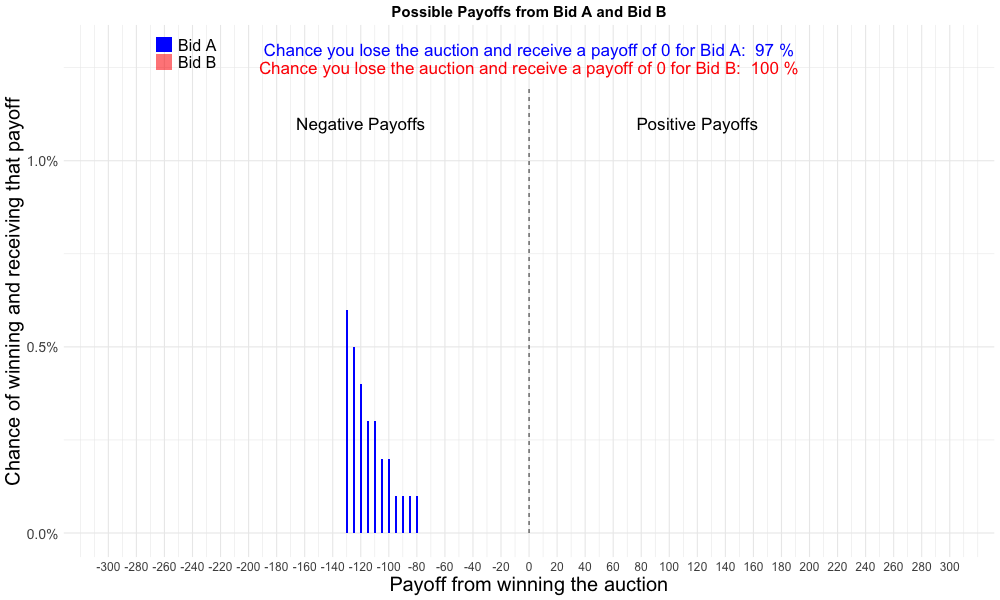 Possible Payoffs from Bid A and Bid B
Bid A
Bid B
Chance you lose the auction and receive a payoff of 0 for Bid A:  97 %
Chance you lose the auction and receive a payoff of 0 for Bid B:  100 %
Negative Payoffs
Positive Payoffs
Chance of winning and receiving that payoff
1.0%
0.5%
0.0%
-300 -280 -260 -240 -220 -200 -180 -160 -140 -120 -100 -80 -60 -40 -20 0 20 40 60 80 100 120 140 160 180 200 220 240 260 280 300
Payoff from winning the auction